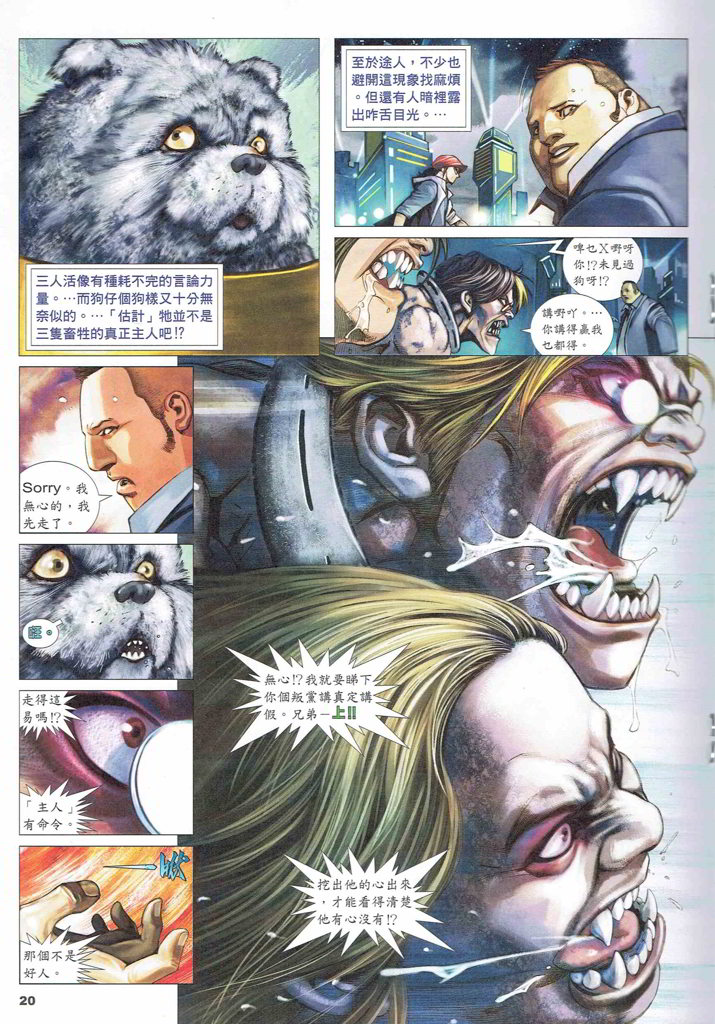 三人活像有種耗不完的言論力
量。…而狗仔個狗樣又十分無
奈似的。…「估計」牠並不是
三隻畜牲的真正主人吧!?
至於途人，不少也
避開這現象找麻煩
。但還有人暗裡露
出咋舌目光。…
啤乜X嘢呀
你!?未見過
狗呀!?
講嘢吖。…
你講得贏我
乜都得。
Sorry。我
無心的，我
先走了。
旺。
走得這
易嗎!?
「主人」
有命令。
那個不是
好人。
無心!?我就要睇下
你個叛黨講真定講
假。兄弟－上!!
挖出他的心出來
，才能看得清楚
他有心沒有!?
20